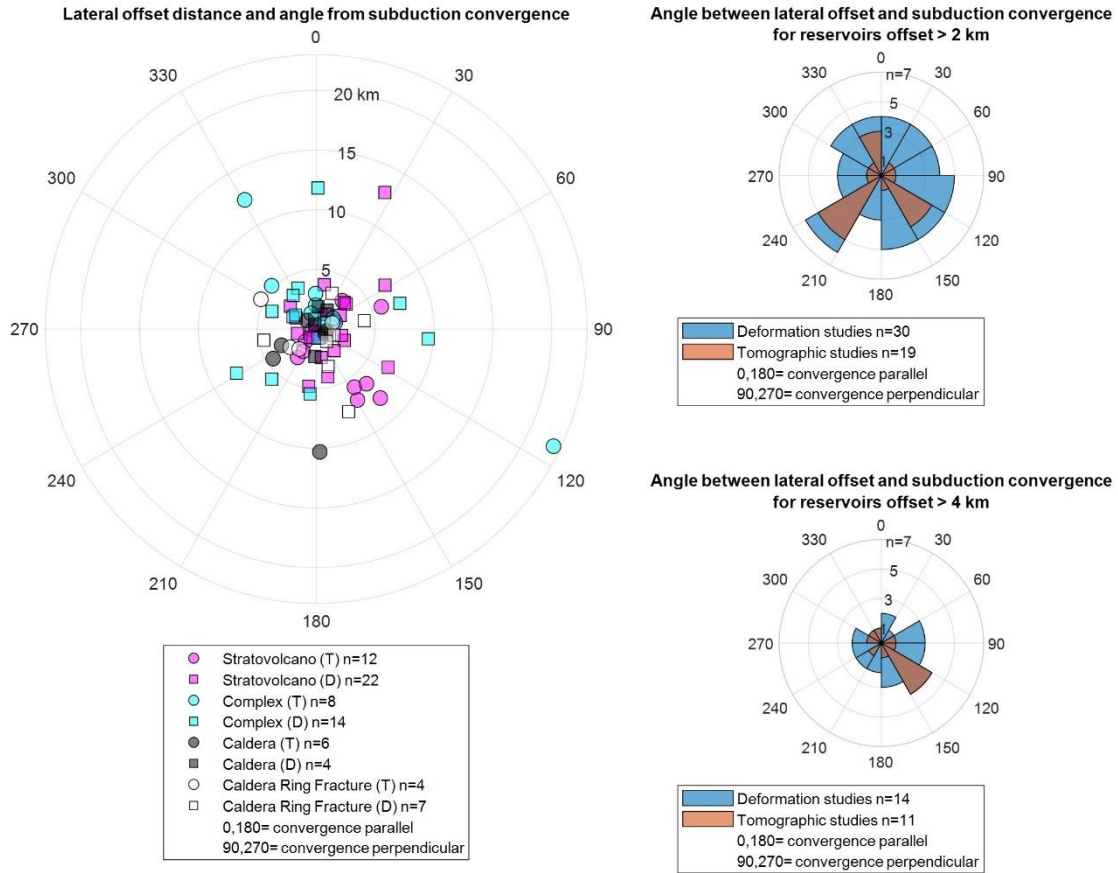 Lateral offset distance and angle from subduction convergence
0
30
60
90
120
150
180
210
240
270
300
330
20 km
15
10
5
Stratovolcano (T) n=12
Stratovolcano (D) n=22
Complex (T) n=8
Complex (D) n=14
Caldera (T) n=6
Caldera (D) n=4
Caldera Ring Fracture (T) n=4
Caldera Ring Fracture (D) n=7
0,180= convergence parallel
90,270= convergence perpendicular
Angle between lateral offset and subduction convergence
for reservoirs offset > 2 km
0
30
60
90
120
150
180
210
240
270
300
330
n=7
5
3
1
Deformation studies n=30
Tomographic studies n=19
0,180= convergence parallel
90,270= convergence perpendicular
Angle between lateral offset and subduction convergence
for reservoirs offset > 4 km
0
30
60
90
120
150
180
210
240
270
300
330
n=7
5
3
1
Deformation studies n=14
Tomographic studies n=11
0,180= convergence parallel
90,270= convergence perpendicular